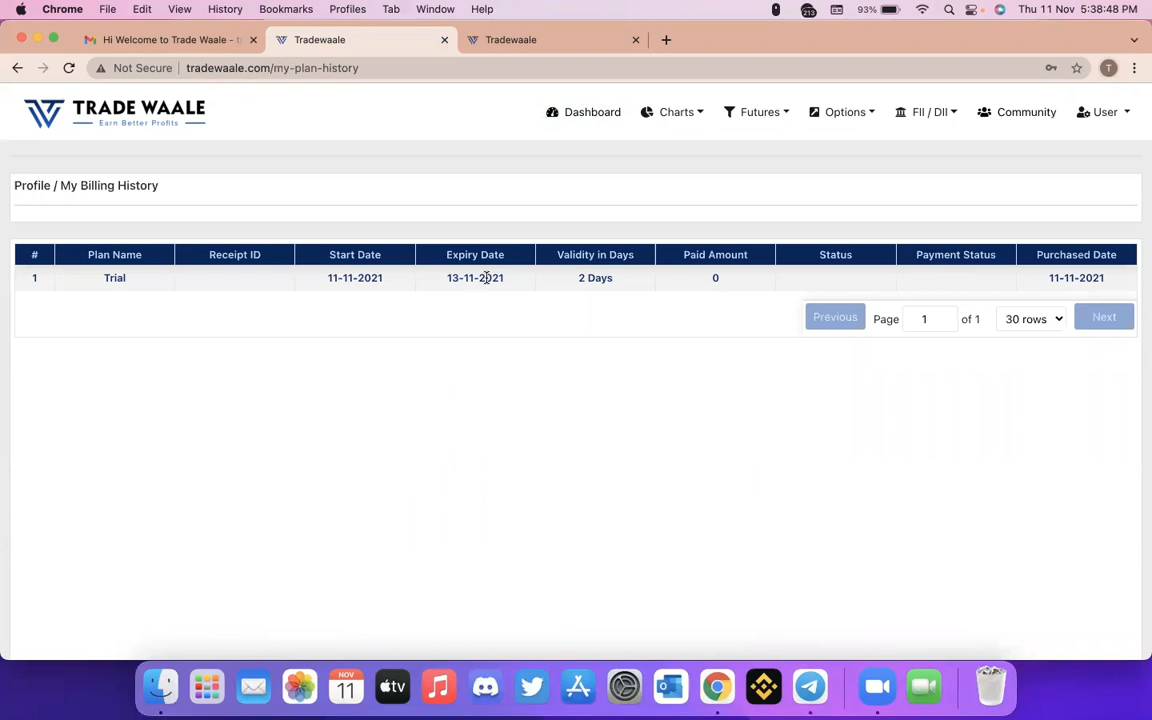 Chrome File Edit View History Bookmarks Profiles Tab Window Help 213 93% Thu 11 Nov 5:38:48 PM
Hi Welcome to Trade Waale - Tradewaale Tradewaale
Not Secure tradewaale.com/my-plan-history T
TRADE WAALE
Earn Better Profits
Dashboard Charts Futures Options FII / DII Community User
Profile / My Billing History
# Plan Name Receipt ID Start Date Expiry Date Validity in Days Paid Amount Status Payment Status Purchased Date
1 Trial 11-11-2021 13-11-2021 2 Days 0 11-11-2021
Previous Page 1 of 1 30 rows Next
NOV
11
tv